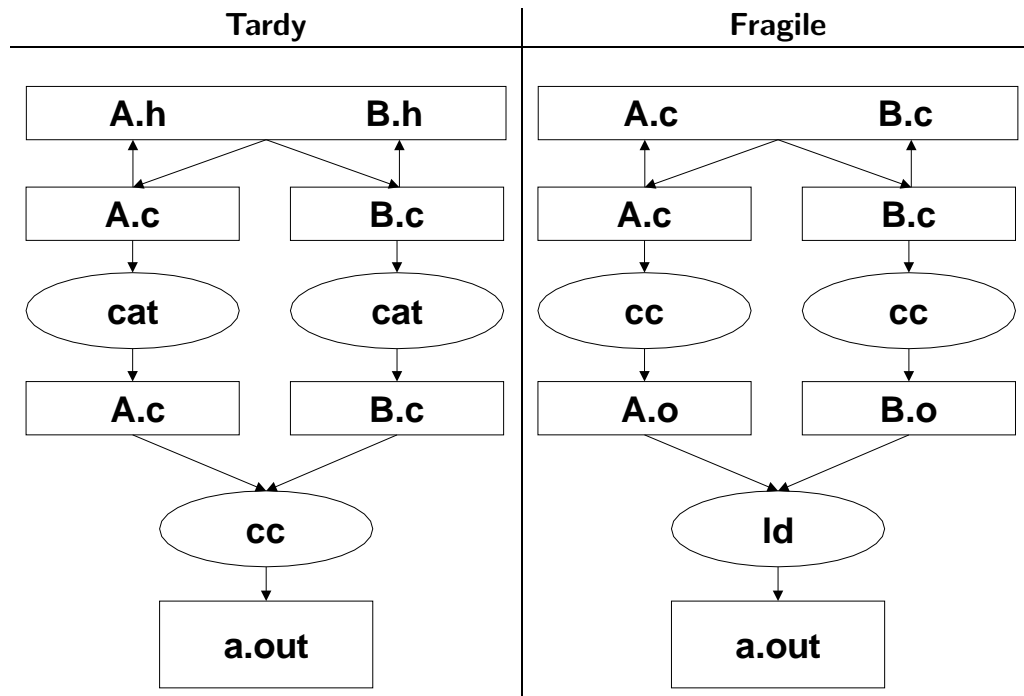 Tardy Fragile
A.h B.h A.c B.c
A.c B.c A.c B.c
cat cat cc cc
A.c B.c A.o B.o
cc ld
a.out a.out